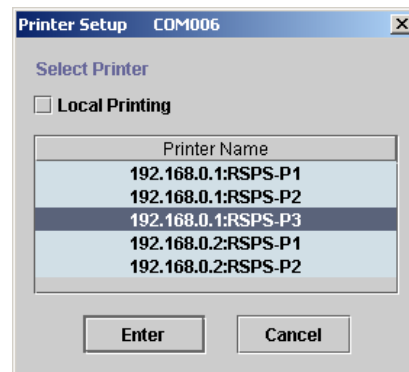 Printer Setup COM006
Select Printer
Local Printing
Printer Name
192.168.0.1:RSPS-P1
192.168.0.1:RSPS-P2
192.168.0.1:RSPS-P3
192.168.0.2:RSPS-P1
192.168.0.2:RSPS-P2
Enter Cancel